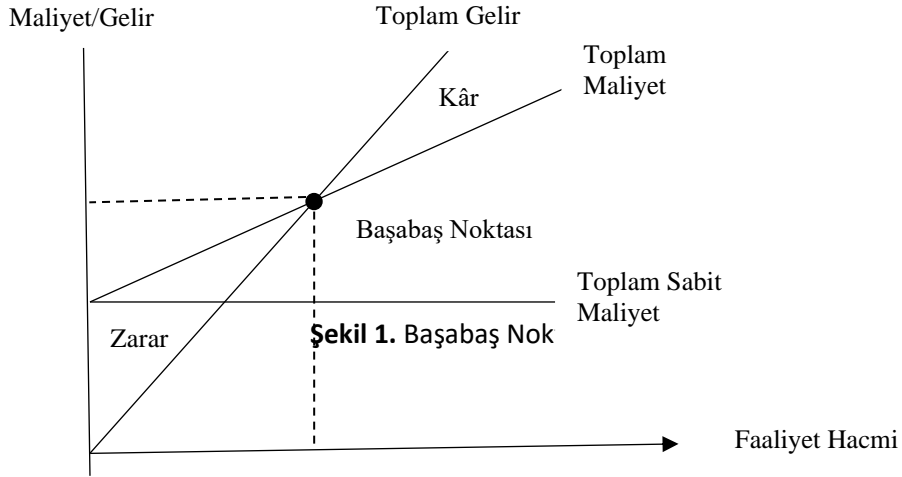 Maliyet/Gelir
Toplam Gelir
Toplam
Maliyet
Kâr
Başabaş Noktası
Toplam Sabit
Maliyet
Zarar
Şekil 1. Başabaş Nok
Faaliyet Hacmi